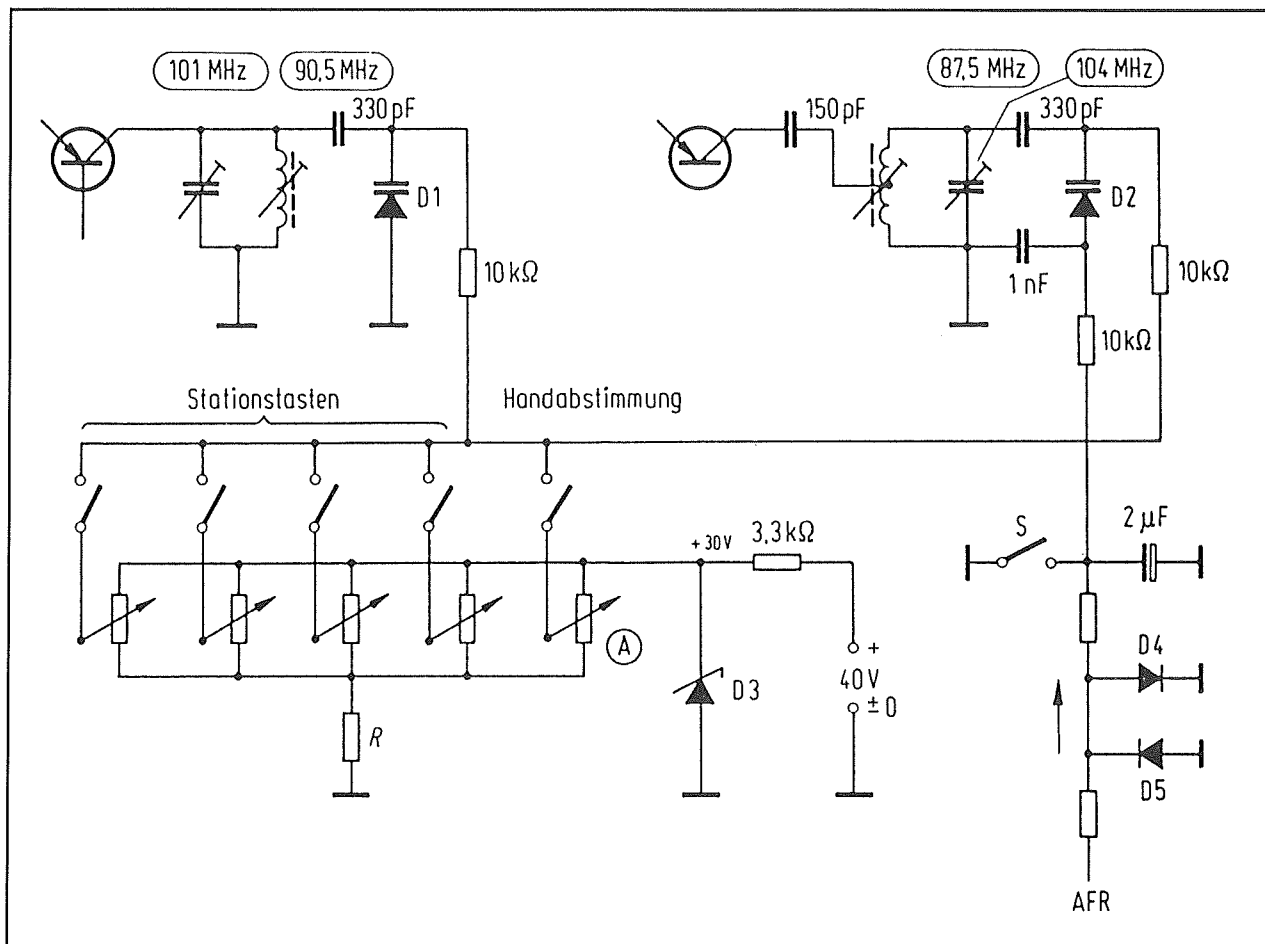 101 MHz
90,5 MHz
330 pF
D1
10 kΩ
150 pF
87,5 MHz
104 MHz
330 pF
D2
1 nF
10 kΩ
10 kΩ
Stationstasten
Handabstimmung
+30V
3,3 kΩ
S
2 µF
A
R
D3
+
40 V
± 0
D4
D5
AFR